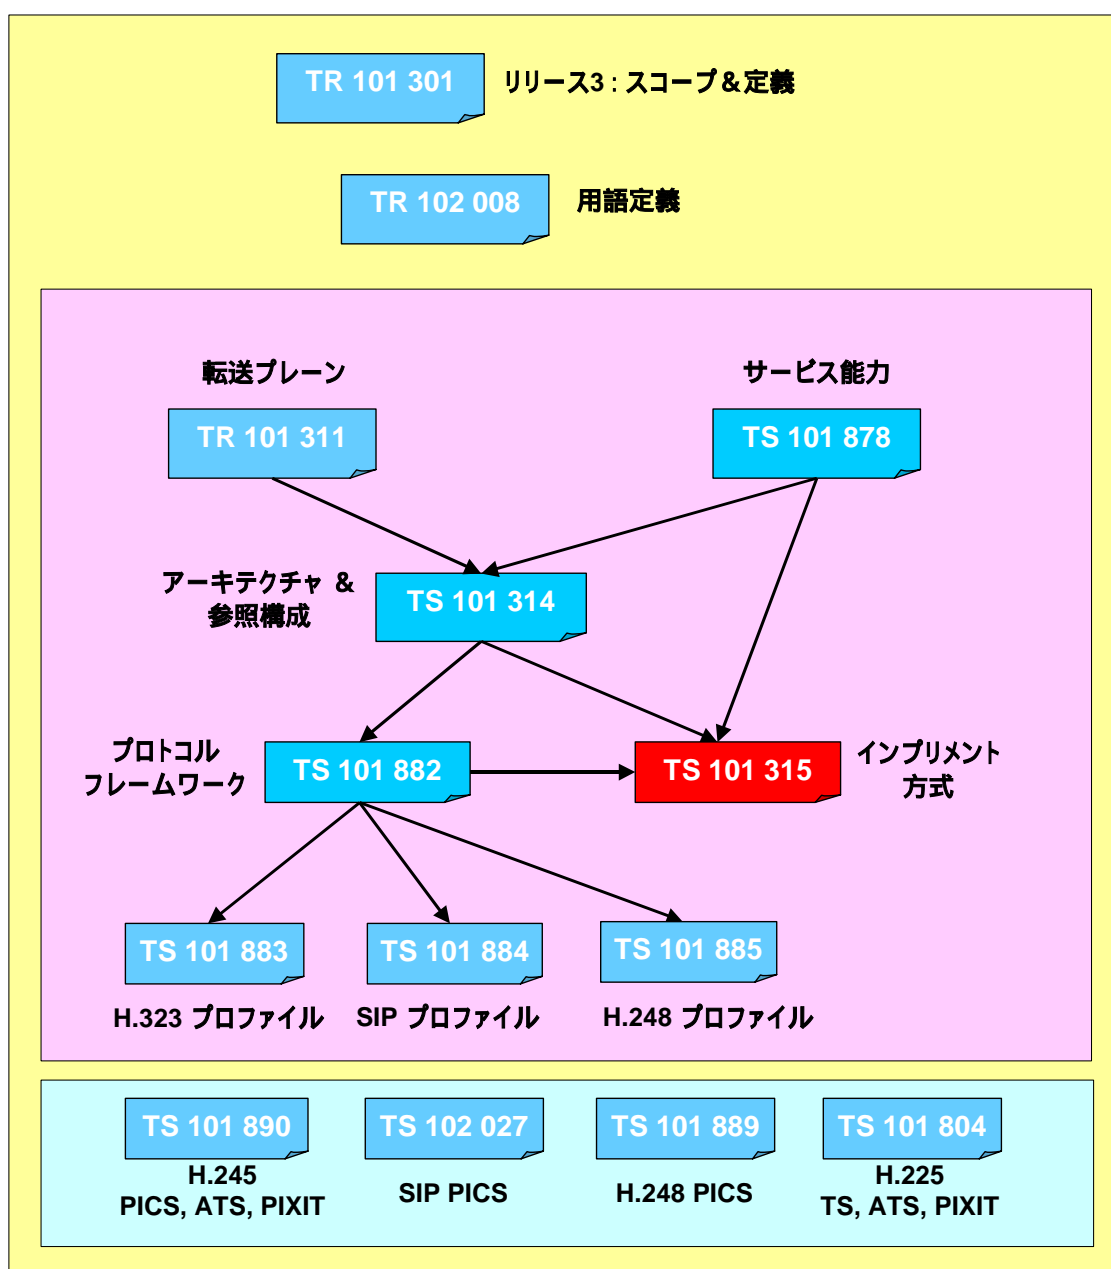 TR 101 301
リリース3 : スコープ＆定義
TR 102 008
用語定義
転送プレーン
サービス能力
TR 101 311
TS 101 878
アーキテクチャ ＆
参照構成
TS 101 314
プロトコル
フレームワーク
TS 101 882
TS 101 315
インプリメント
方式
TS 101 883
TS 101 884
TS 101 885
H.323 プロファイル
SIP プロファイル
H.248 プロファイル
TS 101 890
TS 102 027
TS 101 889
TS 101 804
H.245
PICS, ATS, PIXIT
SIP PICS
H.248 PICS
H.225
TS, ATS, PIXIT